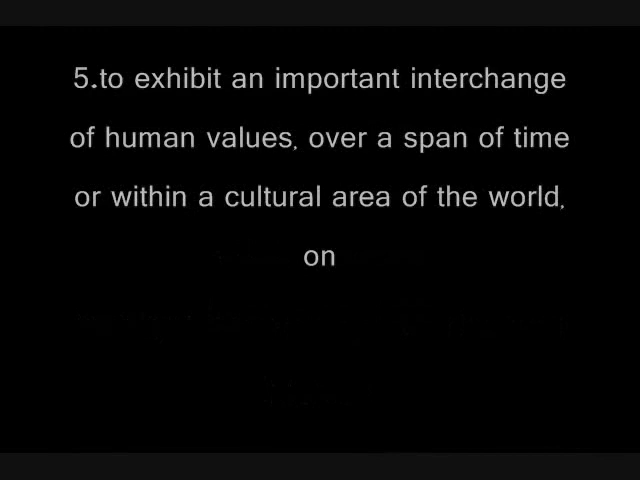 5.to exhibit an important interchange
of human values, over a span of time
or within a cultural area of the world,
on